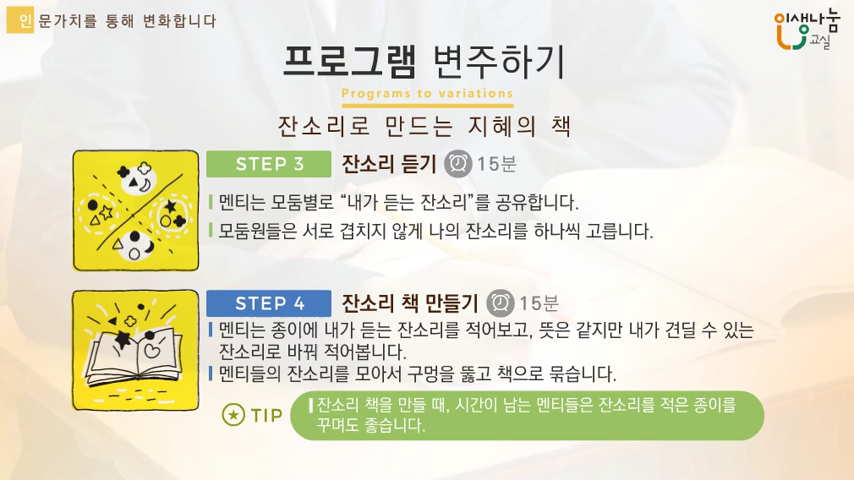 인문가치를 통해 변화합니다
인생나눔
교실
프로그램 변주하기
Programs to variations
잔소리로 만드는 지혜의 책
STEP 3 잔소리 듣기 15분
멘티는 모둠별로 “내가 듣는 잔소리”를 공유합니다.
모둠원들은 서로 겹치지 않게 나의 잔소리를 하나씩 고릅니다.
STEP 4 잔소리 책 만들기 15분
멘티는 종이에 내가 듣는 잔소리를 적어보고, 뜻은 같지만 내가 견딜 수 있는
잔소리로 바꿔 적어봅니다.
멘티들의 잔소리를 모아서 구멍을 뚫고 책으로 묶습니다.
TIP 잔소리 책을 만들 때, 시간이 남는 멘티들은 잔소리를 적은 종이를
꾸며도 좋습니다.